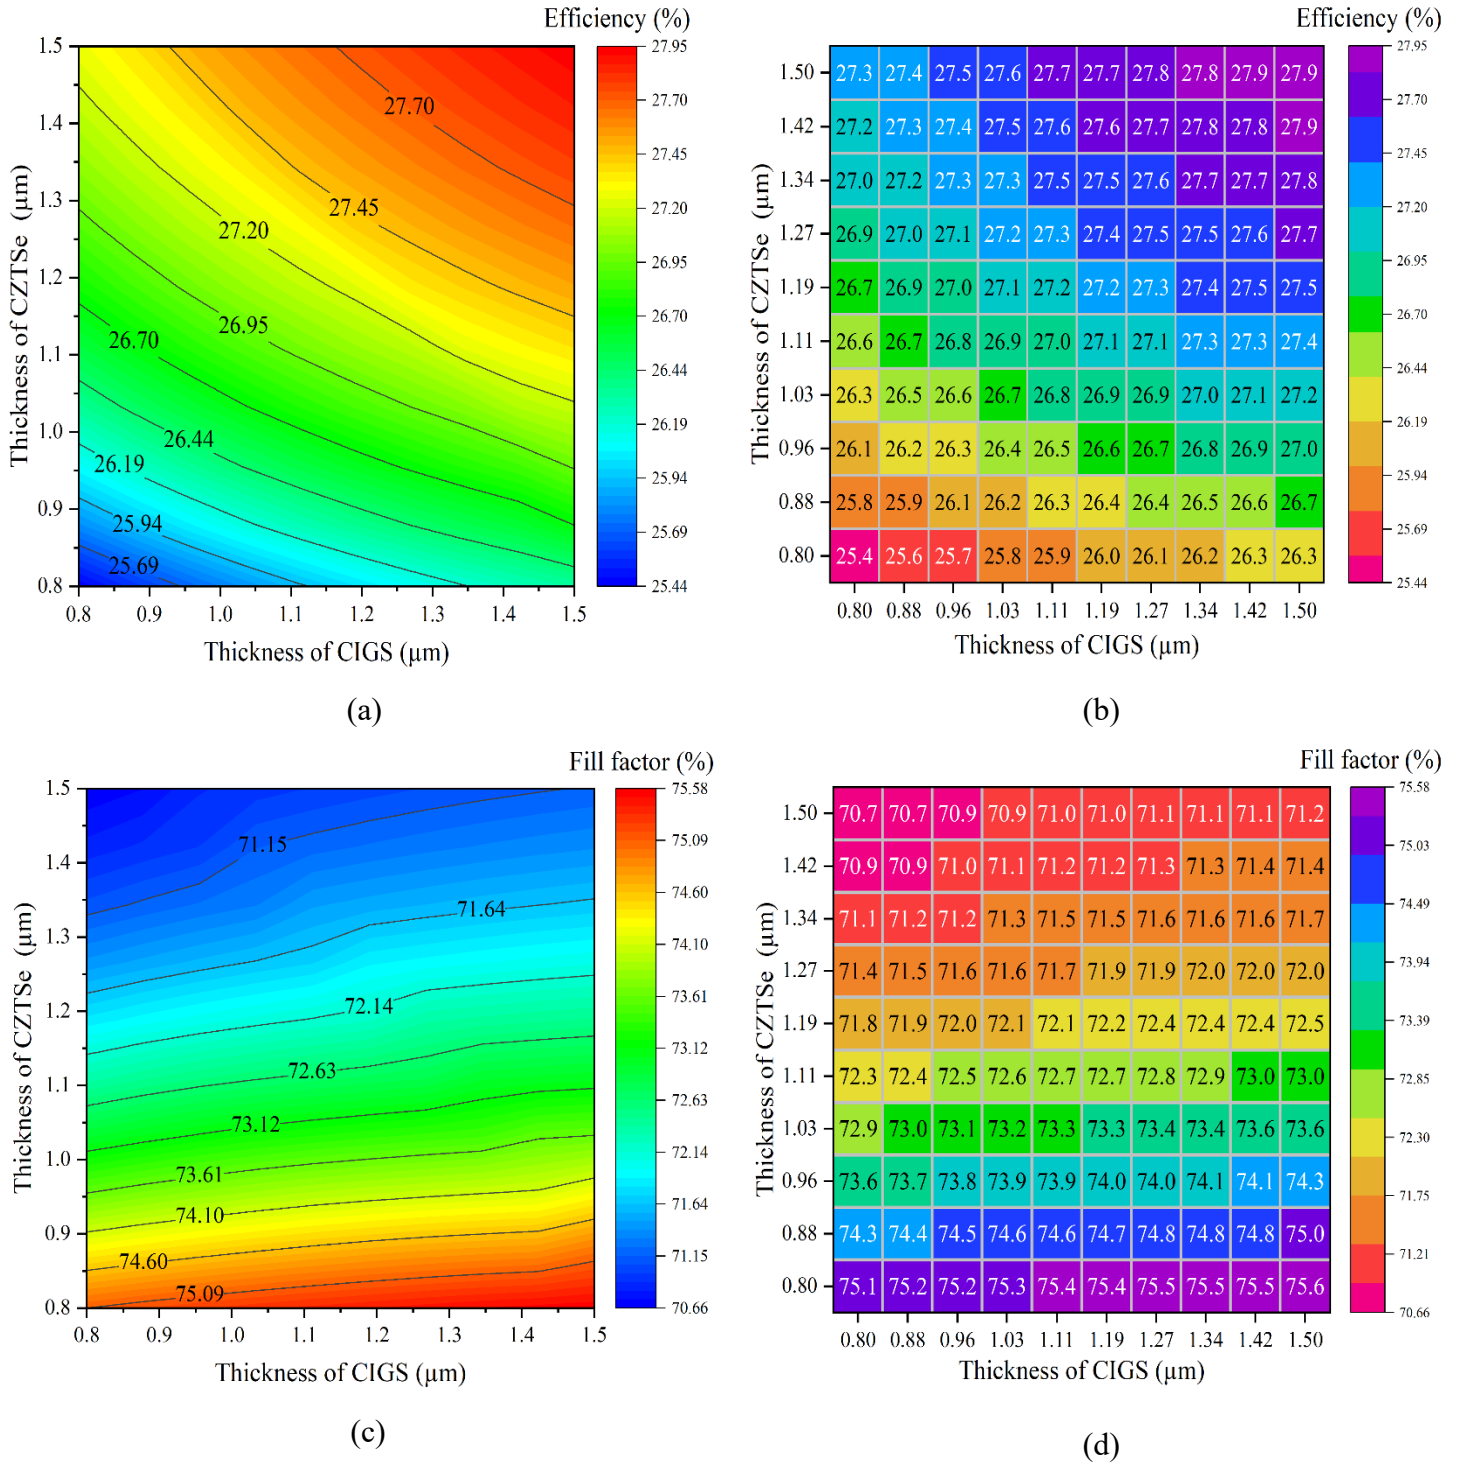 Efficiency (%)
1.5
1.4
1.3
1.2
1.1
1.0
0.9
0.8
Thickness of CZTSe (μm)
27.70
27.45
27.20
26.95
26.70
26.44
26.19
25.94
25.69
0.8 0.9 1.0 1.1 1.2 1.3 1.4 1.5
Thickness of CIGS (μm)
27.95
27.70
27.45
27.20
26.95
26.70
26.44
26.19
25.94
25.69
25.44
(a)
Efficiency (%)
Thickness of CZTSe (μm)
1.50 27.3 27.4 27.5 27.6 27.7 27.7 27.8 27.8 27.9 27.9
1.42 27.2 27.3 27.4 27.5 27.6 27.6 27.7 27.8 27.8 27.9
1.34 27.0 27.2 27.3 27.3 27.5 27.5 27.6 27.7 27.7 27.8
1.27 26.9 27.0 27.1 27.2 27.3 27.4 27.5 27.5 27.6 27.7
1.19 26.7 26.9 27.0 27.1 27.2 27.2 27.3 27.4 27.5 27.5
1.11 26.6 26.7 26.8 26.9 27.0 27.1 27.1 27.3 27.3 27.4
1.03 26.3 26.5 26.6 26.7 26.8 26.9 26.9 27.0 27.1 27.2
0.96 26.1 26.2 26.3 26.4 26.5 26.6 26.7 26.8 26.9 27.0
0.88 25.8 25.9 26.1 26.2 26.3 26.4 26.4 26.5 26.6 26.7
0.80 25.4 25.6 25.7 25.8 25.9 26.0 26.1 26.2 26.3 26.3
0.80 0.88 0.96 1.03 1.11 1.19 1.27 1.34 1.42 1.50
Thickness of CIGS (μm)
27.95
27.70
27.45
27.20
26.95
26.70
26.44
26.19
25.94
25.69
25.44
(b)
Fill factor (%)
1.5
1.4
1.3
1.2
1.1
1.0
0.9
0.8
Thickness of CZTSe (μm)
71.15
71.64
72.14
72.63
73.12
73.61
74.10
74.60
75.09
0.8 0.9 1.0 1.1 1.2 1.3 1.4 1.5
Thickness of CIGS (μm)
75.58
75.09
74.60
74.10
73.61
73.12
72.63
72.14
71.64
71.15
70.66
(c)
Fill factor (%)
Thickness of CZTSe (μm)
1.50 70.7 70.7 70.9 70.9 71.0 71.0 71.1 71.1 71.1 71.2
1.42 70.9 70.9 71.0 71.1 71.2 71.2 71.3 71.3 71.4 71.4
1.34 71.1 71.2 71.2 71.3 71.5 71.5 71.6 71.6 71.6 71.7
1.27 71.4 71.5 71.6 71.6 71.7 71.9 71.9 72.0 72.0 72.0
1.19 71.8 71.9 72.0 72.1 72.1 72.2 72.4 72.4 72.4 72.5
1.11 72.3 72.4 72.5 72.6 72.7 72.7 72.8 72.9 73.0 73.0
1.03 72.9 73.0 73.1 73.2 73.3 73.3 73.4 73.4 73.6 73.6
0.96 73.6 73.7 73.8 73.9 73.9 74.0 74.0 74.1 74.1 74.3
0.88 74.3 74.4 74.5 74.6 74.6 74.7 74.8 74.8 74.8 75.0
0.80 75.1 75.2 75.2 75.3 75.4 75.4 75.5 75.5 75.5 75.6
0.80 0.88 0.96 1.03 1.11 1.19 1.27 1.34 1.42 1.50
Thickness of CIGS (μm)
75.58
75.03
74.49
73.94
73.39
72.85
72.30
71.75
71.21
70.66
(d)